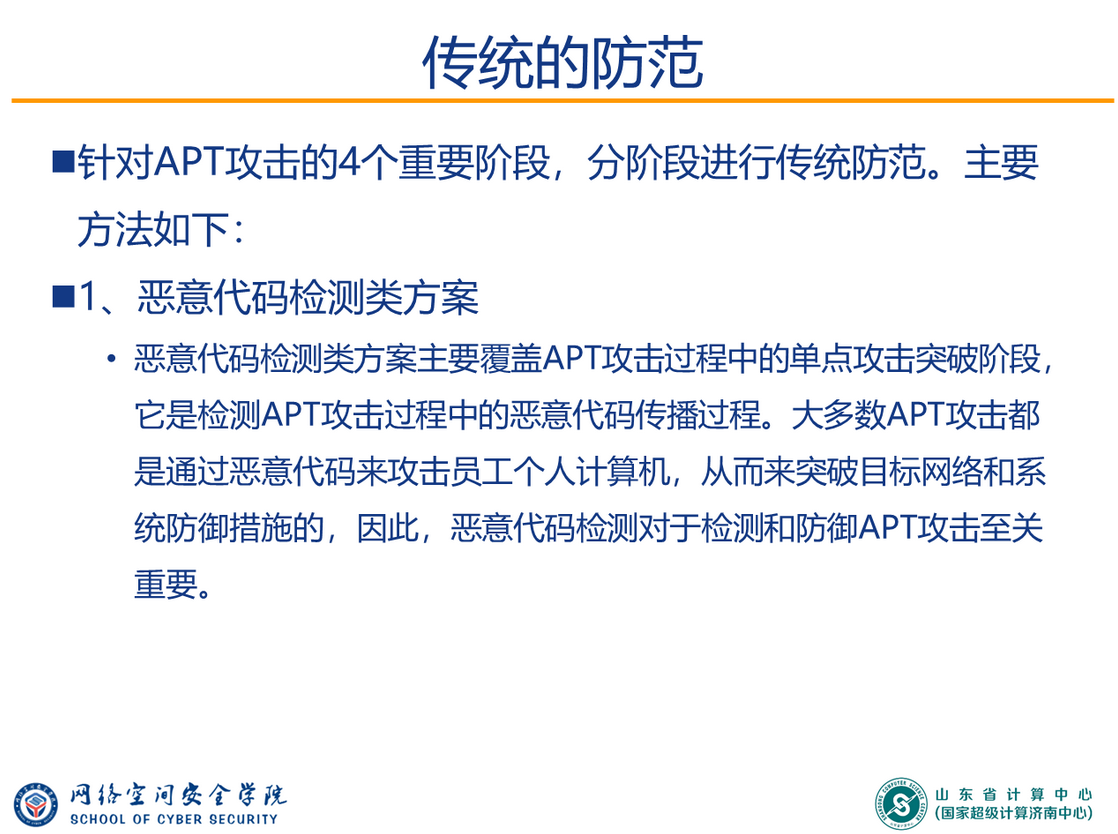 传统的防范
■针对APT攻击的4个重要阶段，分阶段进行传统防范。主要
方法如下：
■1、恶意代码检测类方案
• 恶意代码检测类方案主要覆盖APT攻击过程中的单点攻击突破阶段，
它是检测APT攻击过程中的恶意代码传播过程。大多数APT攻击都
是通过恶意代码来攻击员工个人计算机，从而来突破目标网络和系
统防御措施的，因此，恶意代码检测对于检测和防御APT攻击至关
重要。
网络空间安全学院
SCHOOL OF CYBER SECURITY
山东省计算中心
(国家超级计算济南中心)